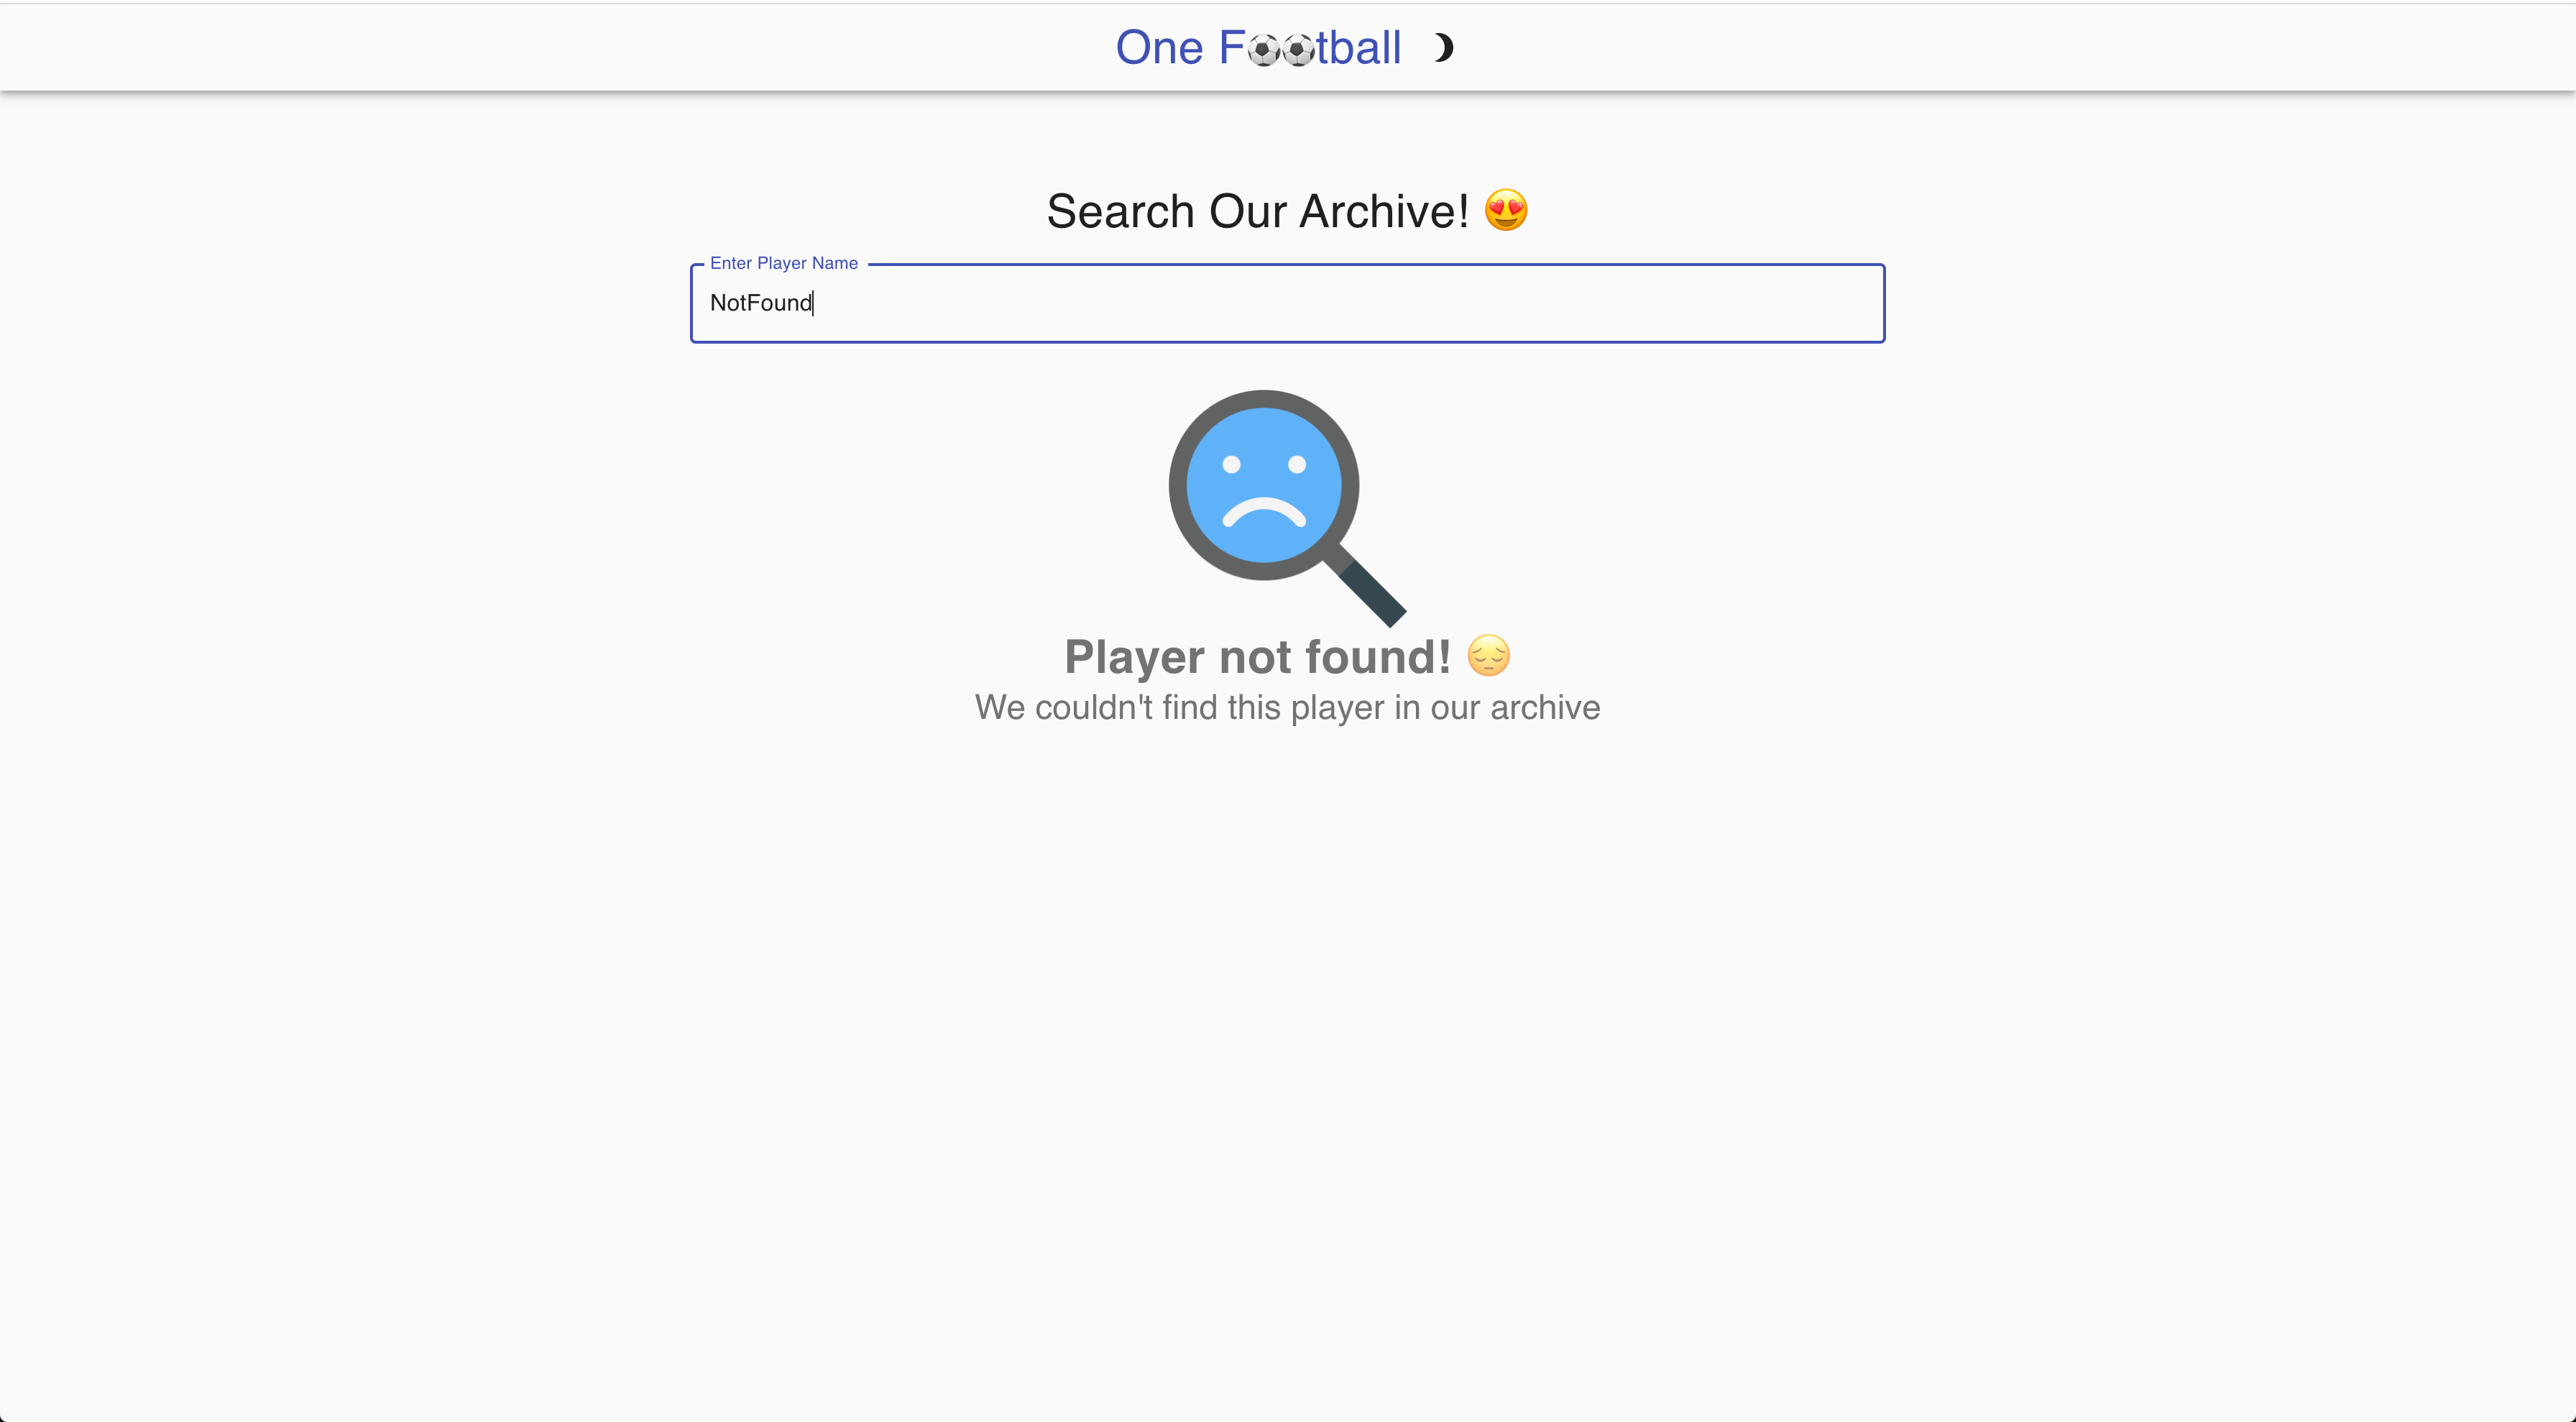 One F⚽⚽tball
Search Our Archive! 😍
Enter Player Name
NotFound
Player not found! 😔
We couldn't find this player in our archive